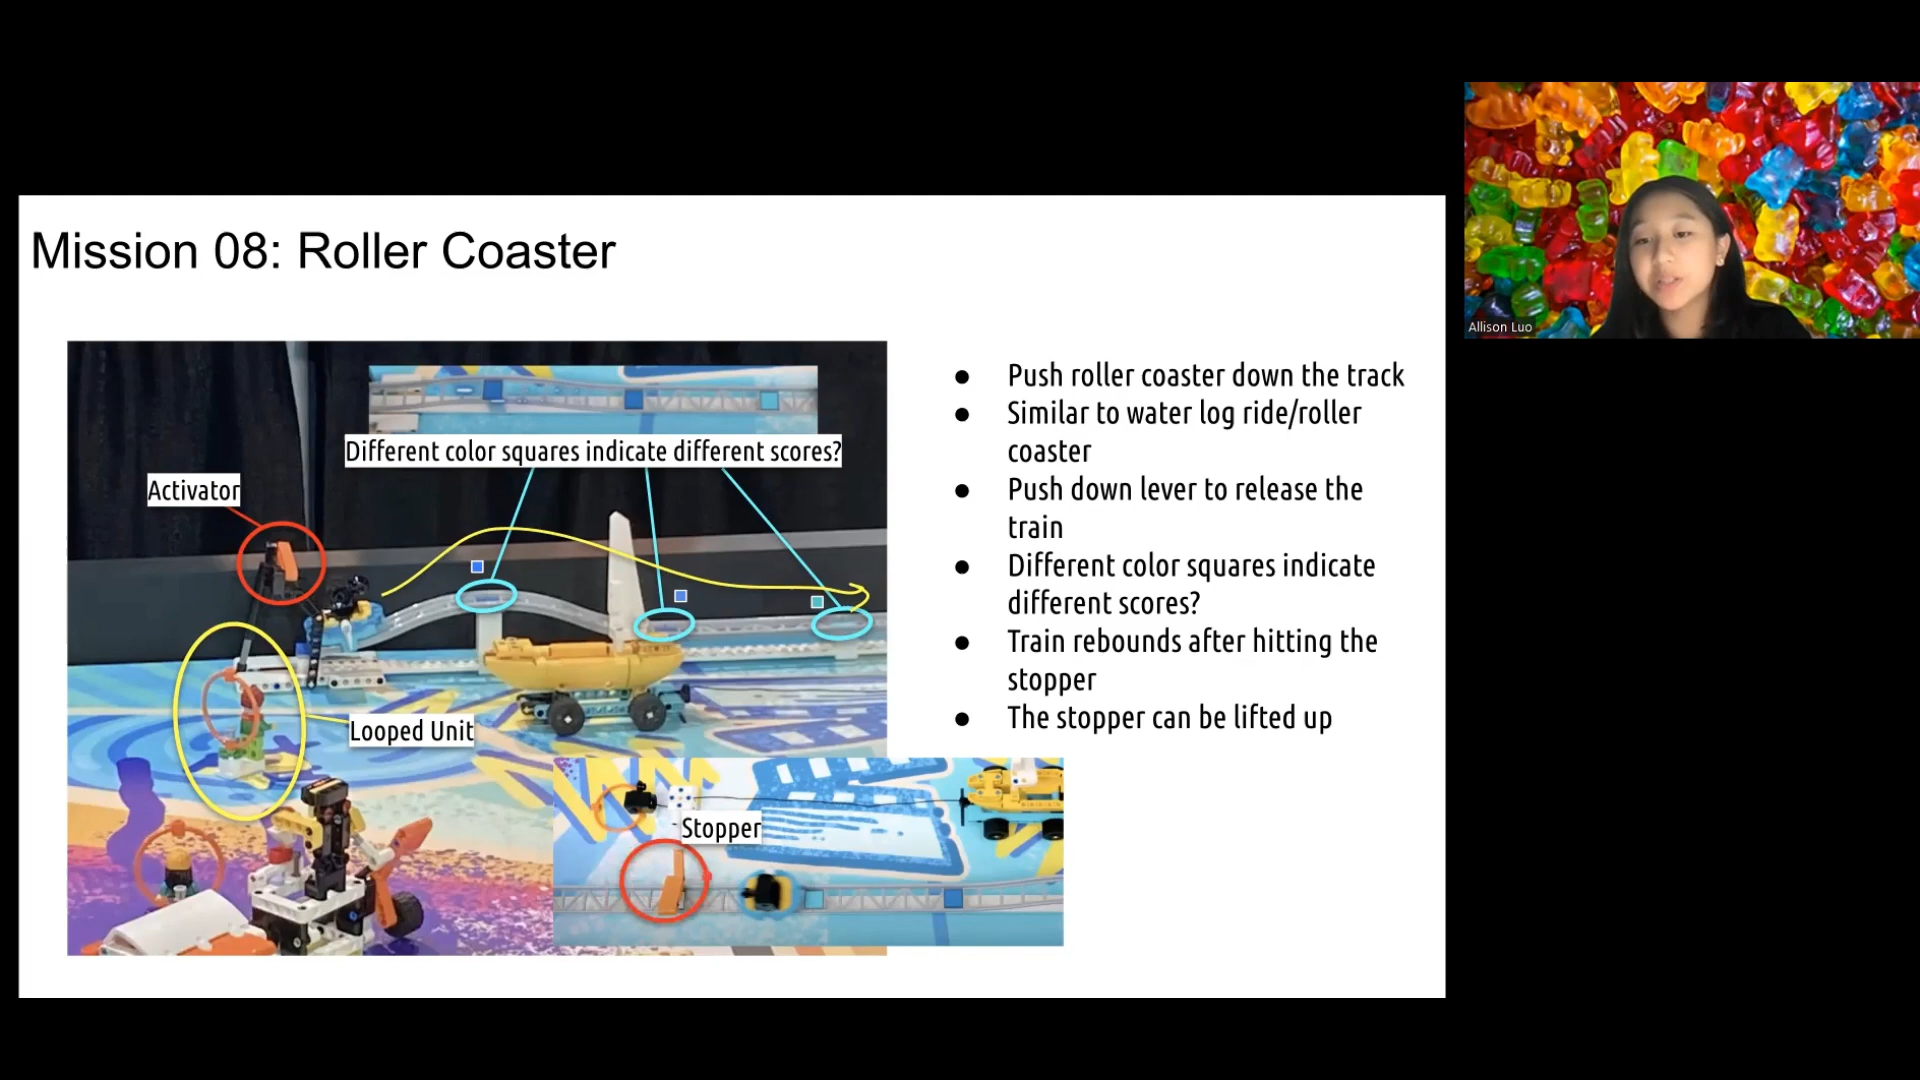 Mission 08: Roller Coaster
Different color squares indicate different scores?
Activator
Looped Unit
Stopper
● Push roller coaster down the track
● Similar to water log ride/roller
coaster
● Push down lever to release the
train
● Different color squares indicate
different scores?
● Train rebounds after hitting the
stopper
● The stopper can be lifted up
Allison Luo